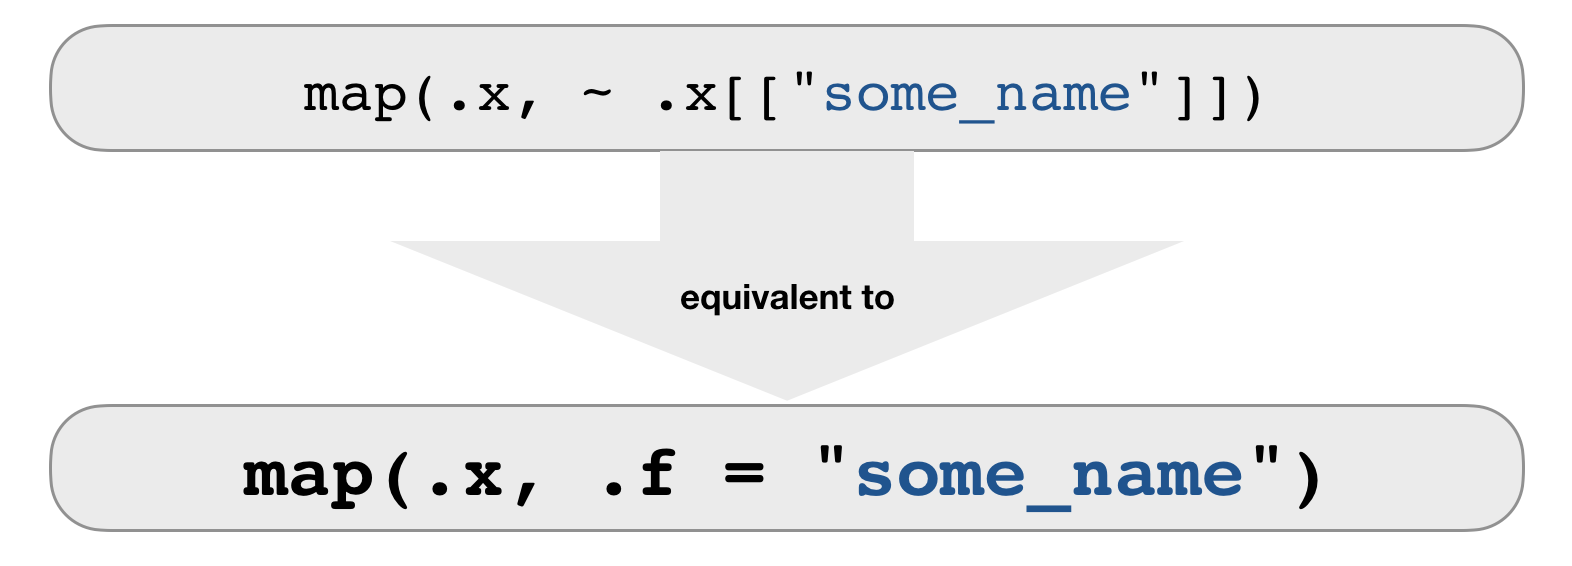 map(.x, ~ .x[["some_name"]])
equivalent to
map(.x, .f = "some_name")